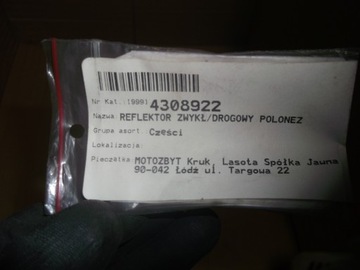 Nr Kat. [999] 4308922
Nazwa REFLEKTOR ZWYKŁ/DROGOWY POLONEZ
Grupa asort. Części
Lokalizacja:
Pieczątka MOTOZBYT Kruk, Lasota Spółka Jawna
90-042 Łódź ul. Targowa 22